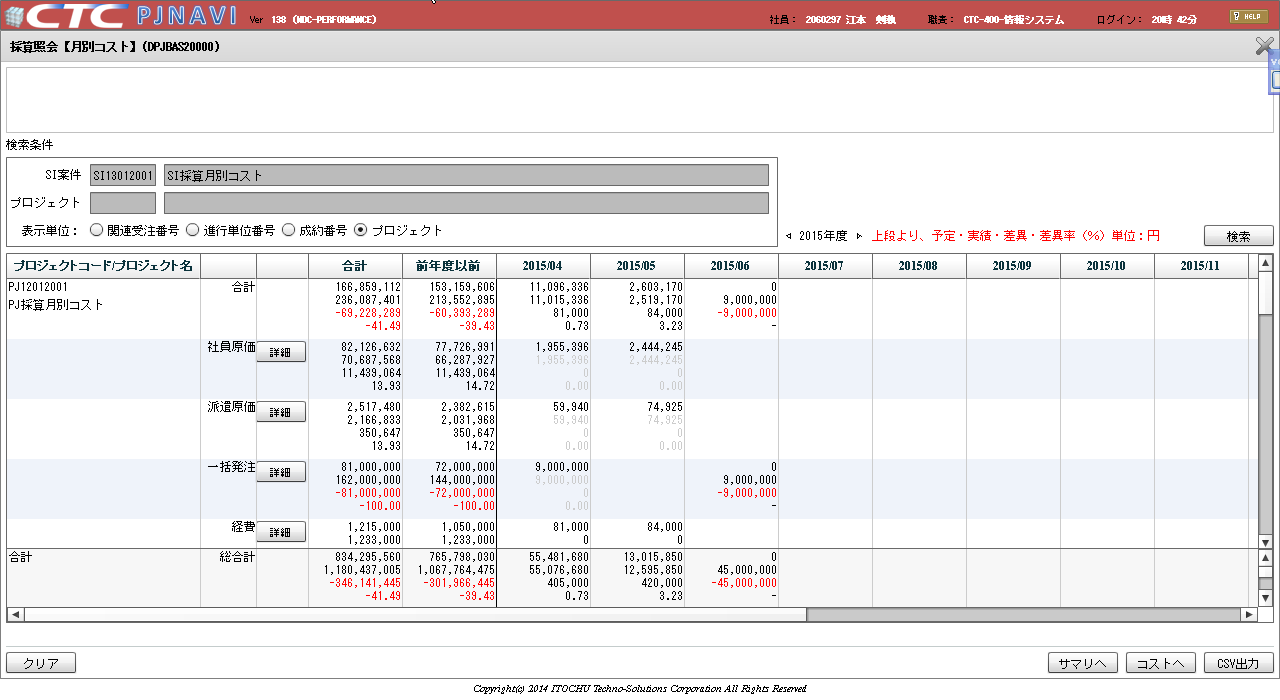 CTC PJNAVI Ver 138 (NDC-PERFORMANCE) 社員： 2060297 江本 職責： CTC-400-情報システム ログイン： 20時 42分 ? HELP
採算照会【月別コスト】(DPJBAS20000)
検索条件
SI案件 SI13012001 SI採算月別コスト
プロジェクト
表示単位： 関連受注番号 進行単位番号 成約番号 プロジェクト
2015年度 上段より、予定・実績・差異・差異率（%）単位：円 検索
プロジェクトコード/プロジェクト名 合計 前年度以前 2015/04 2015/05 2015/06 2015/07 2015/08 2015/09 2015/10 2015/11
PJ12012001 合計 166,859,112 153,159,606 11,096,336 2,603,170 0
PJ採算月別コスト 236,087,401 213,552,895 11,015,336 2,519,170 9,000,000
-69,228,289 -60,393,289 81,000 84,000 -9,000,000
-41.49 -39.43 0.73 3.23 -
社員原価 詳細 82,126,632 77,726,991 1,955,396 2,444,245
70,687,568 66,287,927 1,955,396 2,444,245
11,439,064 11,439,064 0 0
13.93 14.72 0.00 0.00
派遣原価 詳細 2,517,480 2,382,615 59,940 74,925
2,166,833 2,031,968 59,940 74,925
350,647 350,647 0 0
13.93 14.72 0.00 0.00
一括発注 詳細 81,000,000 72,000,000 9,000,000 0
162,000,000 144,000,000 9,000,000 9,000,000
-81,000,000 -72,000,000 0 -9,000,000
-100.00 -100.00 0.00 -
経費 詳細 1,215,000 1,050,000 81,000 84,000
1,233,000 1,233,000 0 0
合計 総合計 834,295,560 765,798,030 55,481,680 13,015,850 0
1,180,437,005 1,067,764,475 55,076,680 12,595,850 45,000,000
-346,141,445 -301,966,445 405,000 420,000 -45,000,000
-41.49 -39.43 0.73 3.23 -
クリア サマリへ コストへ CSV出力
Copyright(c) 2014 ITOCHU Techno-Solutions Corporation All Rights Reserved